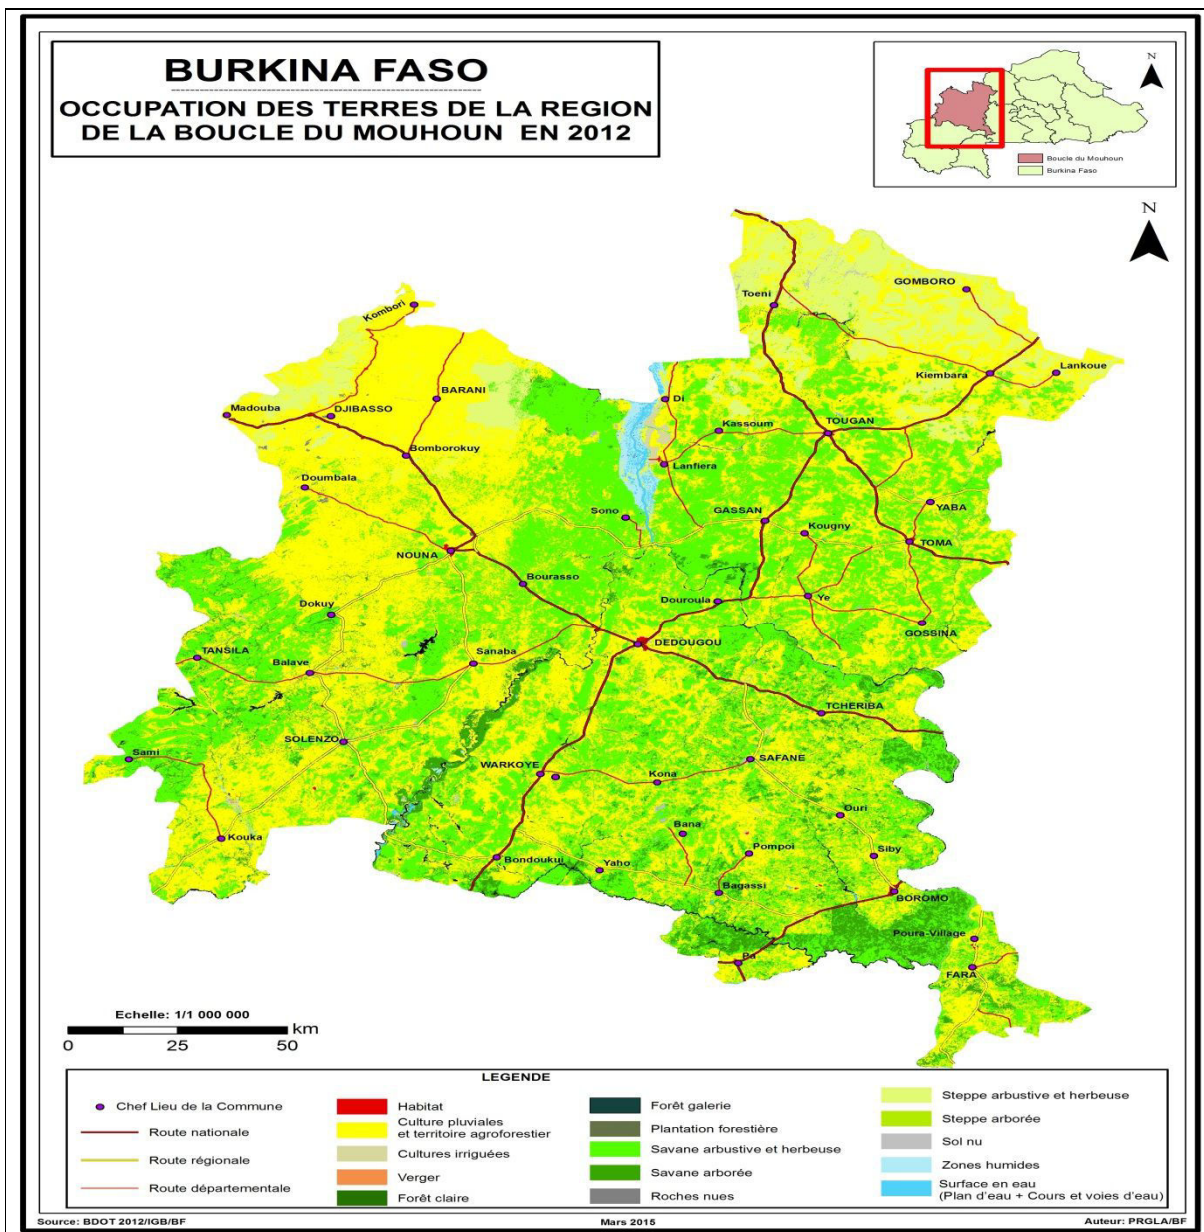 BURKINA FASO
OCCUPATION DES TERRES DE LA REGION
DE LA BOUCLE DU MOUHOUN EN 2012
N
Boucle du Mouhoun
Burkina Faso
N
GOMBORO
Toeni
Kombori
Kiembara
Lankoue
BARANI
Di
Madouba
DJIBASSO
Kassoum
TOUGAN
Bomborokuy
Lanfiera
Doumbala
Sono
GASSAN
Kougny
YABA
TOMA
NOUNA
Bourasso
Douroula
Ye
Dokuy
GOSSINA
DEDOUGOU
TANSILA
Balave
Sanaba
TCHERIBA
SOLENZO
Sami
WARKOYE
Kona
SAFANE
Ouri
Kouka
Bana
Pompoi
Siby
Bondoukui
Yaho
Bagassi
BOROMO
Poura-Village
Pa
FARA
Echelle: 1/1 000 000
km
0 25 50
LEGENDE
Chef Lieu de la Commune
Route nationale
Route régionale
Route départementale
Habitat
Culture pluviales
et territoire agroforestier
Cultures irriguées
Verger
Forêt claire
Forêt galerie
Plantation forestière
Savane arbustive et herbeuse
Savane arborée
Roches nues
Steppe arbustive et herbeuse
Steppe arborée
Sol nu
Zones humides
Surface en eau
(Plan d'eau + Cours et voies d'eau)
Source: BDOT 2012/IGB/BF
Mars 2015
Auteur: PRGLA/BF